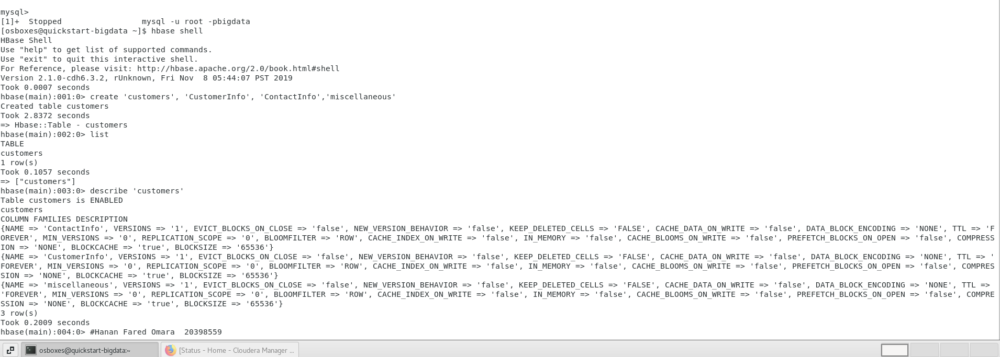 mysql>
[1]+  Stopped                 mysql -u root -pbigdata
[osboxes@quickstart-bigdata ~]$ hbase shell
HBase Shell
Use "help" to get list of supported commands.
Use "exit" to quit this interactive shell.
For Reference, please visit: http://hbase.apache.org/2.0/book.html#shell
Version 2.1.0-cdh6.3.2, rUnknown, Fri Nov  8 05:44:07 PST 2019
Took 0.0007 seconds
hbase(main):001:0> create 'customers', 'CustomerInfo', 'ContactInfo','miscellaneous'
Created table customers
Took 2.8372 seconds
=> Hbase::Table - customers
hbase(main):002:0> list
TABLE
customers
1 row(s)
Took 0.1057 seconds
=> ["customers"]
hbase(main):003:0> describe 'customers'
Table customers is ENABLED
customers
COLUMN FAMILIES DESCRIPTION
{NAME => 'ContactInfo', VERSIONS => '1', EVICT_BLOCKS_ON_CLOSE => 'false', NEW_VERSION_BEHAVIOR => 'false', KEEP_DELETED_CELLS => 'FALSE', CACHE_DATA_ON_WRITE => 'false', DATA_BLOCK_ENCODING => 'NONE', TTL => 'F
OREVER', MIN_VERSIONS => '0', REPLICATION_SCOPE => '0', BLOOMFILTER => 'ROW', CACHE_INDEX_ON_WRITE => 'false', IN_MEMORY => 'false', CACHE_BLOOMS_ON_WRITE => 'false', PREFETCH_BLOCKS_ON_OPEN => 'false', COMPRESS
ION => 'NONE', BLOCKCACHE => 'true', BLOCKSIZE => '65536'}
{NAME => 'CustomerInfo', VERSIONS => '1', EVICT_BLOCKS_ON_CLOSE => 'false', NEW_VERSION_BEHAVIOR => 'false', KEEP_DELETED_CELLS => 'FALSE', CACHE_DATA_ON_WRITE => 'false', DATA_BLOCK_ENCODING => 'NONE', TTL => '
FOREVER', MIN_VERSIONS => '0', REPLICATION_SCOPE => '0', BLOOMFILTER => 'ROW', CACHE_INDEX_ON_WRITE => 'false', IN_MEMORY => 'false', CACHE_BLOOMS_ON_WRITE => 'false', PREFETCH_BLOCKS_ON_OPEN => 'false', COMPRES
SION => 'NONE', BLOCKCACHE => 'true', BLOCKSIZE => '65536'}
{NAME => 'miscellaneous', VERSIONS => '1', EVICT_BLOCKS_ON_CLOSE => 'false', NEW_VERSION_BEHAVIOR => 'false', KEEP_DELETED_CELLS => 'FALSE', CACHE_DATA_ON_WRITE => 'false', DATA_BLOCK_ENCODING => 'NONE', TTL =>
'FOREVER', MIN_VERSIONS => '0', REPLICATION_SCOPE => '0', BLOOMFILTER => 'ROW', CACHE_INDEX_ON_WRITE => 'false', IN_MEMORY => 'false', CACHE_BLOOMS_ON_WRITE => 'false', PREFETCH_BLOCKS_ON_OPEN => 'false', COMPRE
SSION => 'NONE', BLOCKCACHE => 'true', BLOCKSIZE => '65536'}
3 row(s)
Took 0.2009 seconds
hbase(main):004:0> #Hanan Fared Omara  20398559
osboxes@quickstart-bigdata:~
[Status - Home - Cloudera Manager ...